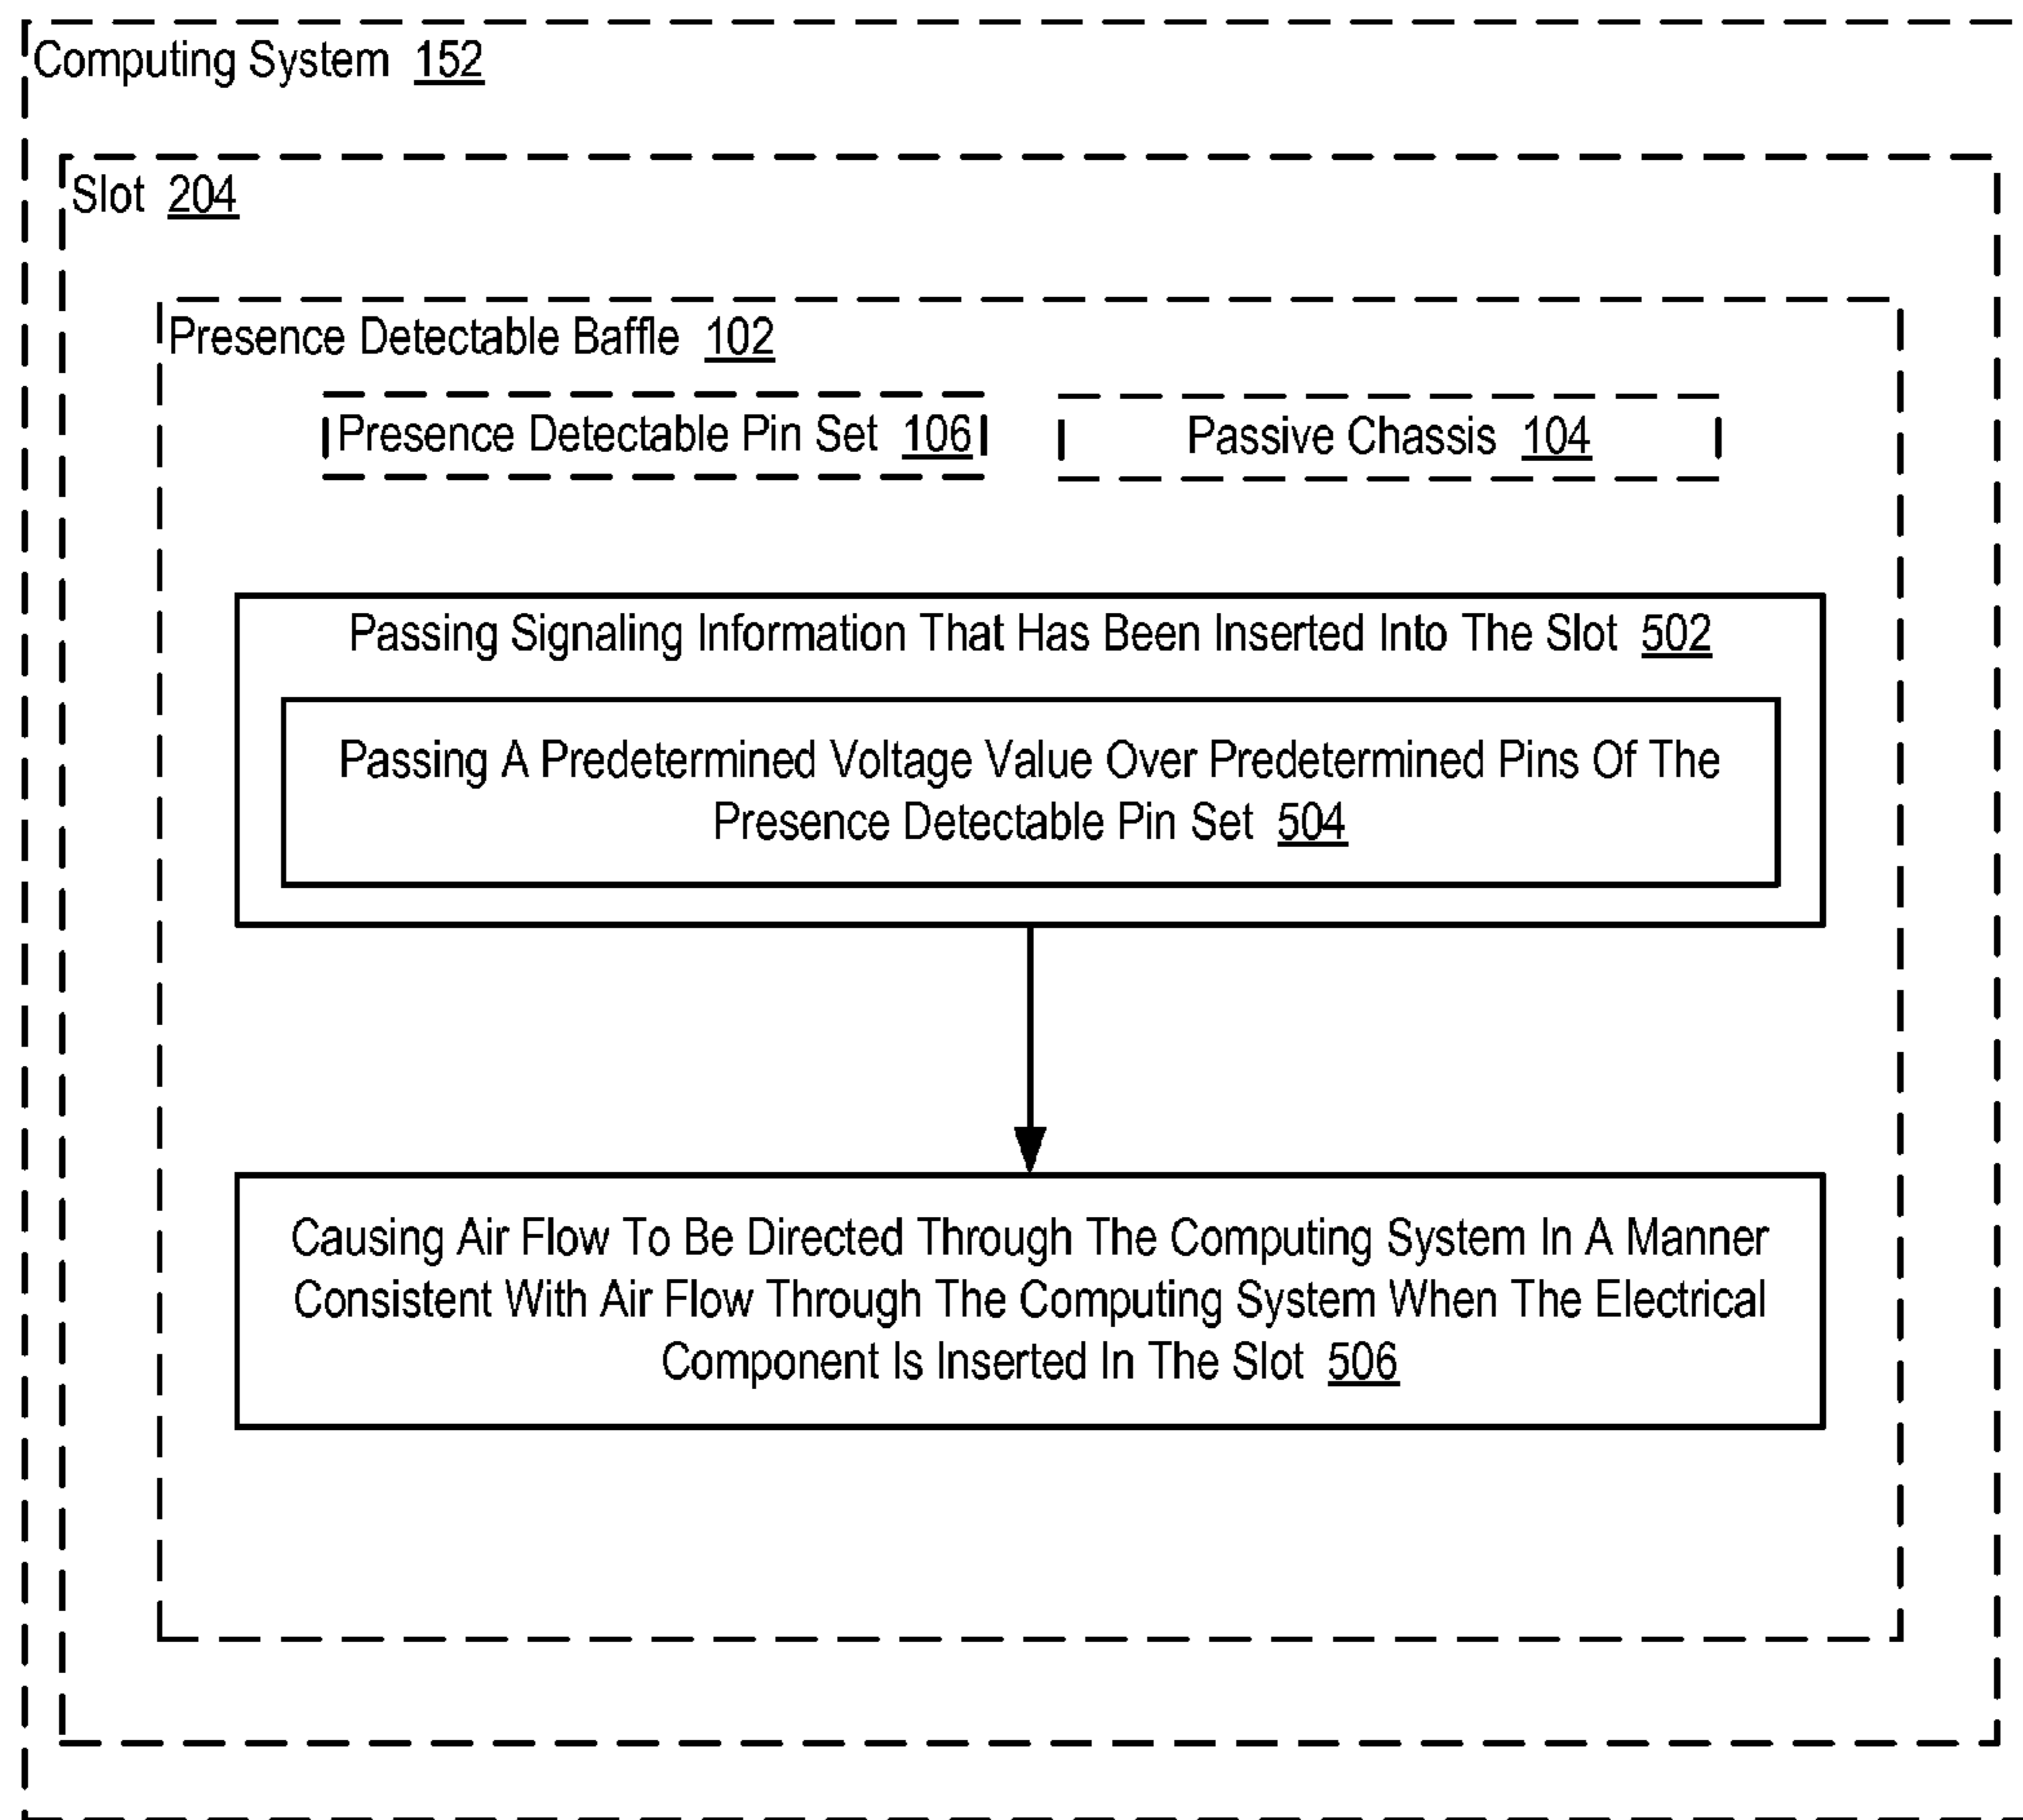 Computing System 152
Slot 204
Presence Detectable Baffle 102
Presence Detectable Pin Set 106
Passive Chassis 104
Passing Signaling Information That Has Been Inserted Into The Slot 502
Passing A Predetermined Voltage Value Over Predetermined Pins Of The
Presence Detectable Pin Set 504
Causing Air Flow To Be Directed Through The Computing System In A Manner
Consistent With Air Flow Through The Computing System When The Electrical
Component Is Inserted In The Slot 506